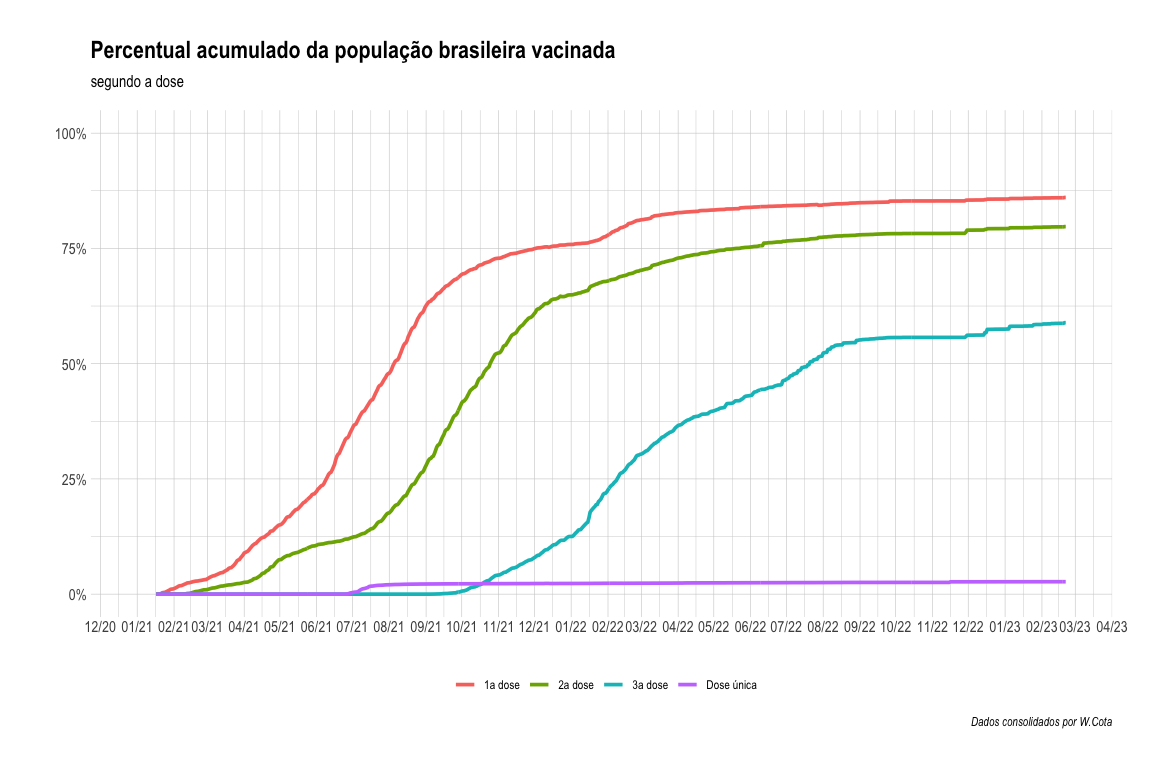 Percentual acumulado da população brasileira vacinada
segundo a dose
100%
75%
50%
25%
0%
12/20 01/21 02/21 03/21 04/21 05/21 06/21 07/21 08/21 09/21 10/21 11/21 12/21 01/22 02/22 03/22 04/22 05/22 06/22 07/22 08/22 09/22 10/22 11/22 12/22 01/23 02/23 03/23 04/23
1a dose 2a dose 3a dose Dose única
Dados consolidados por W.Cota